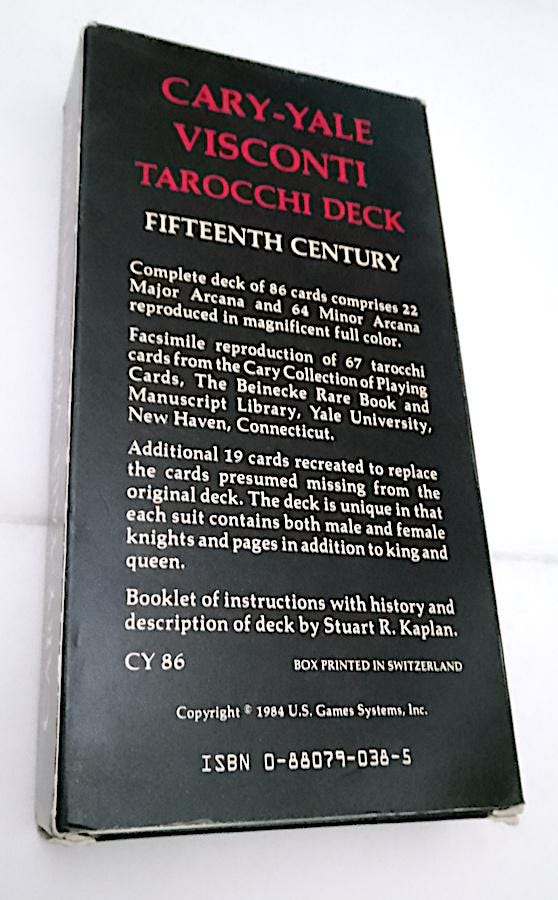 CARY-YALE
VISCONTI
TAROCCHI DECK
FIFTEENTH CENTURY
Complete deck of 86 cards comprises 22
Major Arcana and 64 Minor Arcana
reproduced in magnificent full color.
Facsimile reproduction of 67 tarocchi
cards from the Cary Collection of Playing
Cards, The Beinecke Rare Book and
Manuscript Library, Yale University,
New Haven, Connecticut.
Additional 19 cards recreated to replace
the cards presumed missing from the
original deck. The deck is unique in that
each suit contains both male and female
knights and pages in addition to king and
queen.
Booklet of instructions with history and
description of deck by Stuart R. Kaplan.
CY 86 BOX PRINTED IN SWITZERLAND
Copyright © 1984 U.S. Games Systems, Inc.
ISBN 0-88079-038-5